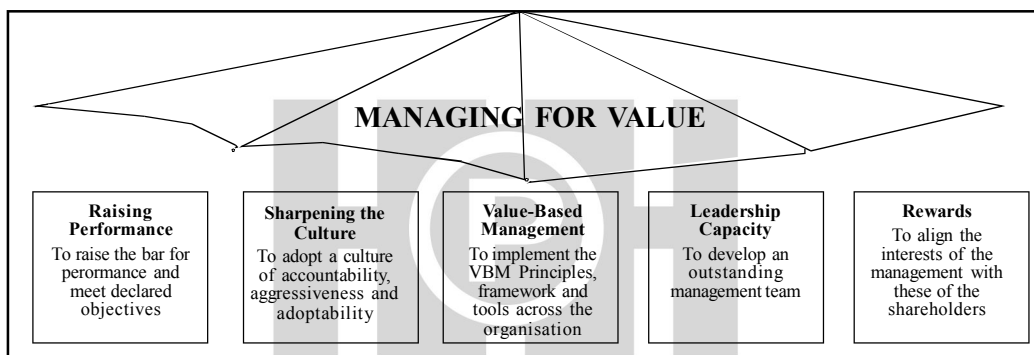 MANAGING FOR VALUE
Raising
Performance
To raise the bar for
perormance and
meet declared
objectives
Sharpening the
Culture
To adopt a culture
of accountability,
aggressiveness and
adoptability
Value-Based
Management
To implement the
VBM Principles,
framework and
tools across the
organisation
Leadership
Capacity
To develop an
outstanding
management team
Rewards
To align the
interests of the
management with
these of the
shareholders